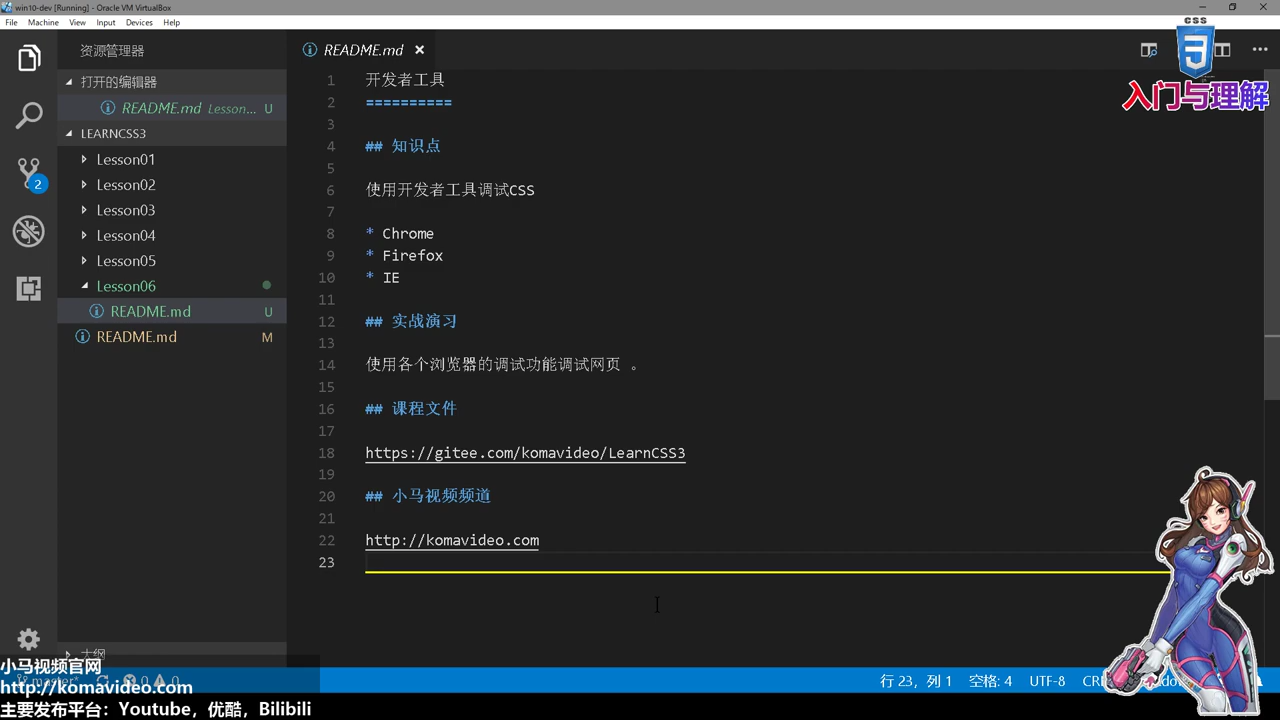 win10-dev [Running] - Oracle VM VirtualBox
File Machine View Input Devices Help
资源管理器
打开的编辑器
README.md Lesson... U
LEARNCSS3
Lesson01
Lesson02
Lesson03
Lesson04
Lesson05
Lesson06
README.md U
README.md M
大纲
2
README.md
1 开发者工具
2 ==========
3
4 ## 知识点
5
6 使用开发者工具调试CSS
7
8 * Chrome
9 * Firefox
10 * IE
11
12 ## 实战演习
13
14 使用各个浏览器的调试功能调试网页 。
15
16 ## 课程文件
17
18 https://gitee.com/komavideo/LearnCSS3
19
20 ## 小马视频频道
21
22 http://komavideo.com
23
CSS
3
入门与理解
master* 0 0
行 23，列 1 空格: 4 UTF-8
小马视频官网
http://komavideo.com
主要发布平台：Youtube，优酷，Bilibili